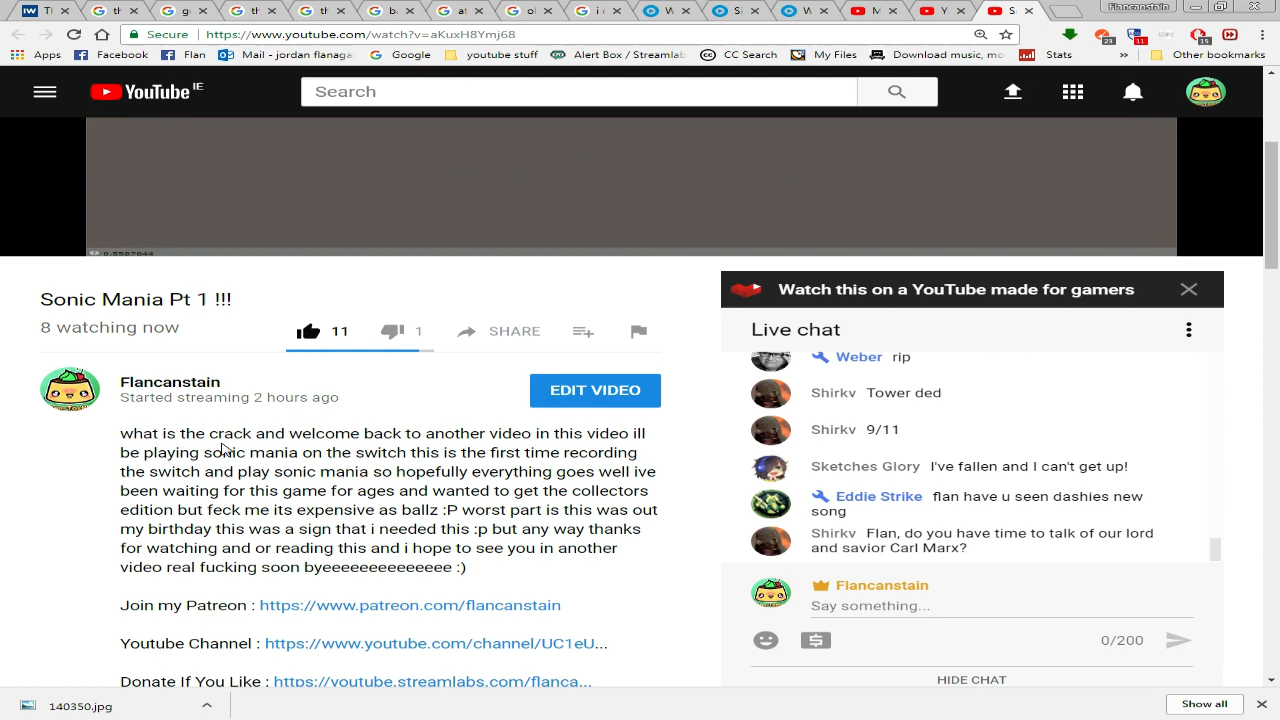 Flancanstain
Secure https://www.youtube.com/watch?v=aKuxH8Ymj68
Apps Facebook Flan Mail - jordan flanaga Google youtube stuff Alert Box / Streamlab CC Search My Files Download music, mo Stats » Other bookmarks
YouTube IE Search
Sonic Mania Pt 1 !!!
8 watching now
11 1 SHARE
Flancanstain
Started streaming 2 hours ago
EDIT VIDEO
what is the crack and welcome back to another video in this video ill
be playing sonic mania on the switch this is the first time recording
the switch and play sonic mania so hopefully everything goes well ive
been waiting for this game for ages and wanted to get the collectors
edition but feck me its expensive as ballz :P worst part is this was out
my birthday this was a sign that i needed this :p but any way thanks
for watching and or reading this and i hope to see you in another
video real fucking soon byeeeeeeeeeeeeee :)
Join my Patreon : https://www.patreon.com/flancanstain
Youtube Channel : https://www.youtube.com/channel/UC1eU...
Donate If You Like : https://youtube.streamlabs.com/flanca...
Watch this on a YouTube made for gamers
Live chat
Weber rip
Shirkv Tower ded
Shirkv 9/11
Sketches Glory I've fallen and I can't get up!
Eddie Strike flan have u seen dashies new
song
Shirkv Flan, do you have time to talk of our lord
and savior Carl Marx?
Flancanstain
Say something...
0/200
HIDE CHAT
140350.jpg
Show all